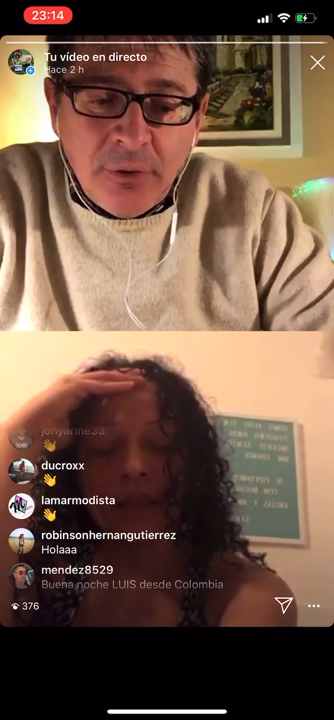 23:14
Tu vídeo en directo
Hace 2 h
jonyarine33
👋
ducroxx
👋
lamarmodista
👋
robinsonhernangutierrez
Holaaa
mendez8529
Buena noche LUIS desde Colombia
376